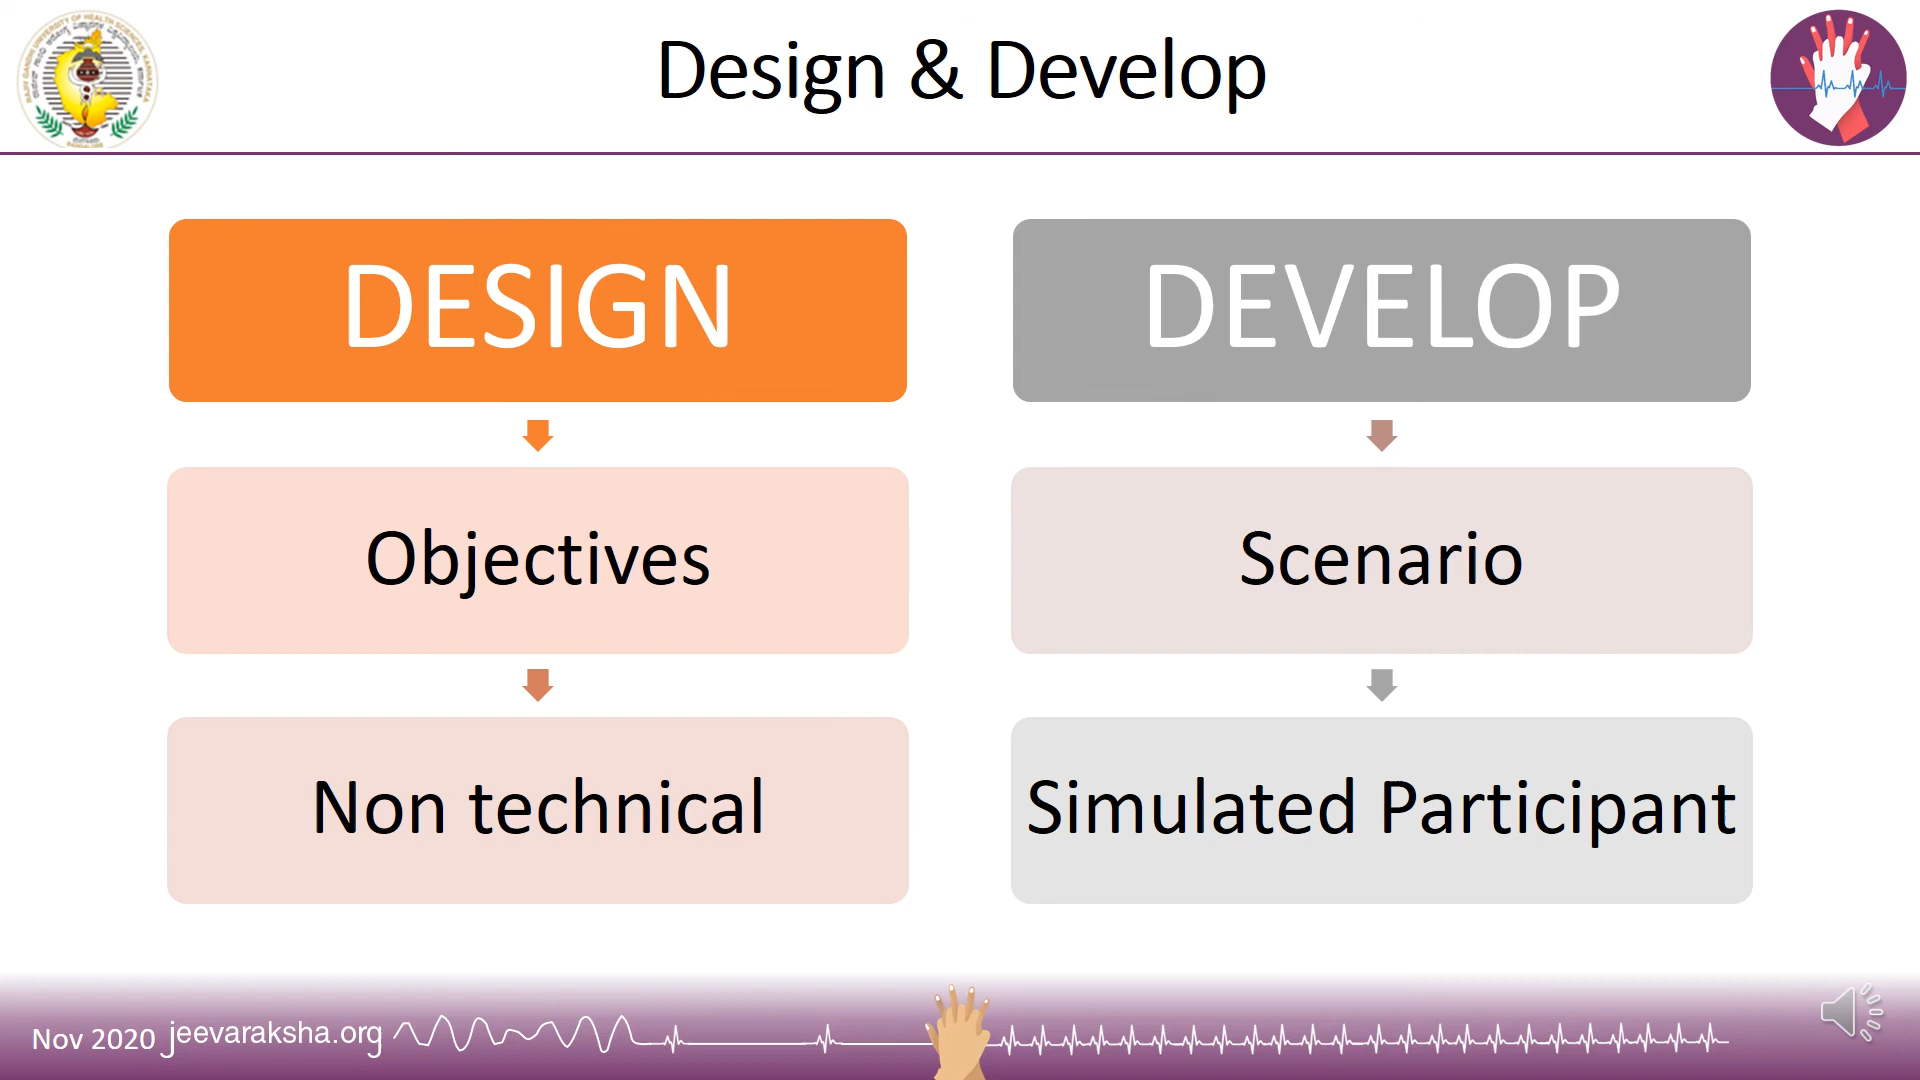 Design & Develop
DESIGN
Objectives
Non technical
DEVELOP
Scenario
Simulated Participant
Nov 2020
jeevaraksha.org